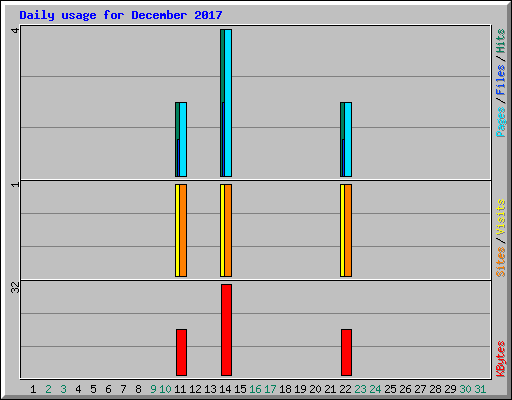 Daily usage for December 2017
4
Pages / Files / Hits
1
Sites / Visits
32
KBytes
1 2 3 4 5 6 7 8 9 10 11 12 13 14 15 16 17 18 19 20 21 22 23 24 25 26 27 28 29 30 31